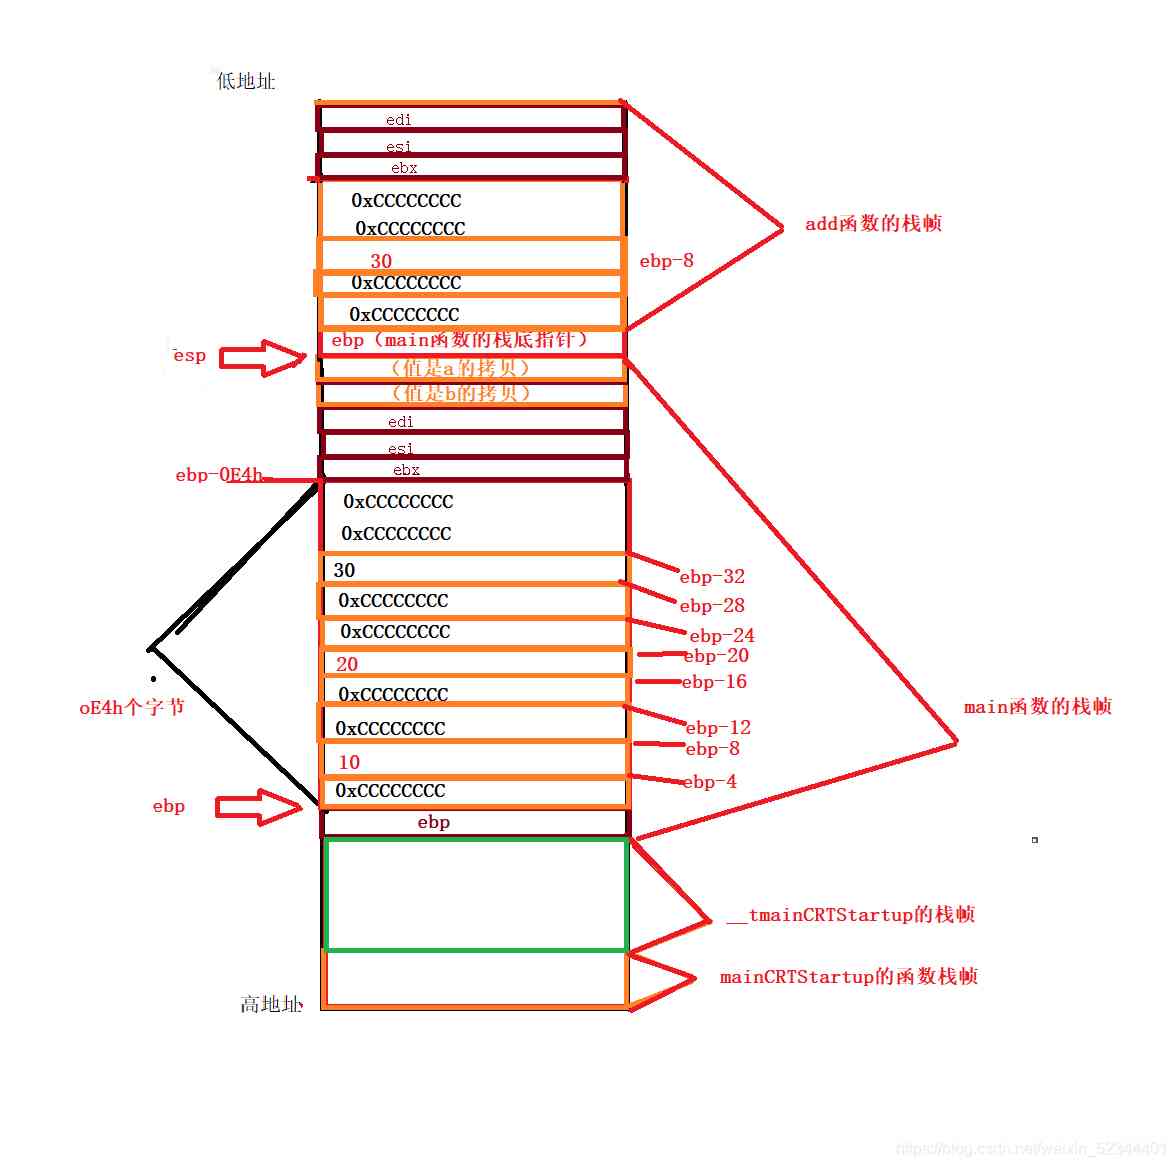 低地址
edi
esi
ebx
0xCCCCCCCC
0xCCCCCCCC
add函数的栈帧
30
ebp-8
0xCCCCCCCC
0xCCCCCCCC
ebp（main函数的栈底指针）
esp
（值是a的拷贝）
（值是b的拷贝）
edi
esi
ebx
ebp-0E4h
0xCCCCCCCC
0xCCCCCCCC
30
ebp-32
0xCCCCCCCC
ebp-28
0xCCCCCCCC
ebp-24
20
ebp-20
0xCCCCCCCC
ebp-16
oE4h个字节
main函数的栈帧
0xCCCCCCCC
ebp-12
ebp-8
10
ebp-4
0xCCCCCCCC
ebp
ebp
__tmainCRTStartup的栈帧
mainCRTStartup的函数栈帧
高地址
https://blog.csdn.net/weixin_52344401